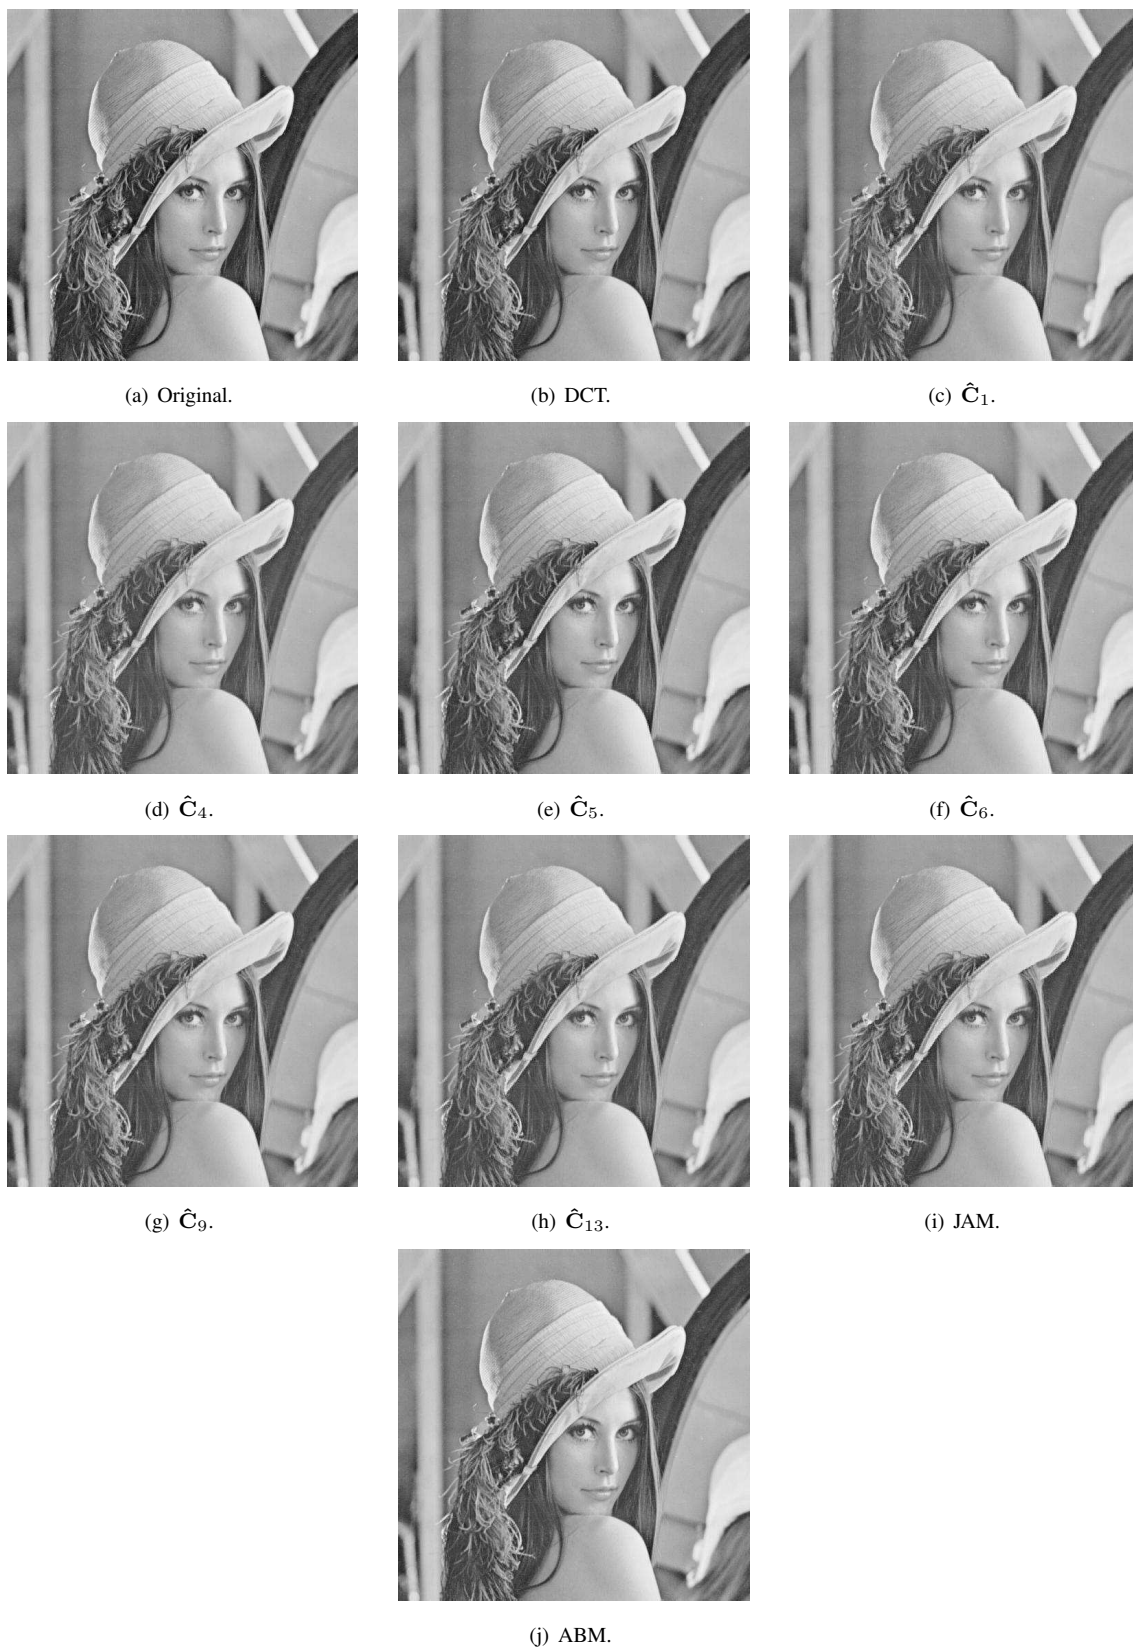 (a) Original.
(b) DCT.
(c) Ĉ₁.
(d) Ĉ₄.
(e) Ĉ₅.
(f) Ĉ₆.
(g) Ĉ₉.
(h) Ĉ₁₃.
(i) JAM.
(j) ABM.